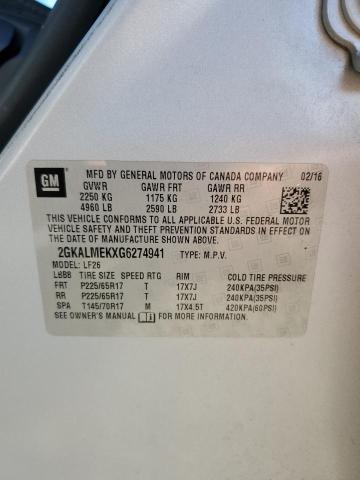 GM
MFD BY GENERAL MOTORS OF CANADA COMPANY 02/16
GVWR GAWR FRT GAWR RR
2250 KG 1175 KG 1240 KG
4960 LB 2590 LB 2733 LB
THIS VEHICLE CONFORMS TO ALL APPLICABLE U.S. FEDERAL MOTOR
VEHICLE SAFETY AND THEFT PREVENTION STANDARDS IN EFFECT ON
THE DATE OF MANUFACTURE SHOWN ABOVE.
2GKALMEKXG6274941 TYPE: M.P.V.
MODEL: LF26
LBBB TIRE SIZE SPEED RTG RIM COLD TIRE PRESSURE
FRT P225/65R17 T 17X7J 240KPA(35PSI)
RR P225/65R17 T 17X7J 240KPA(35PSI)
SPA T145/70R17 M 17X4.5T 420KPA(60PSI)
SEE OWNER'S MANUAL FOR MORE INFORMATION.